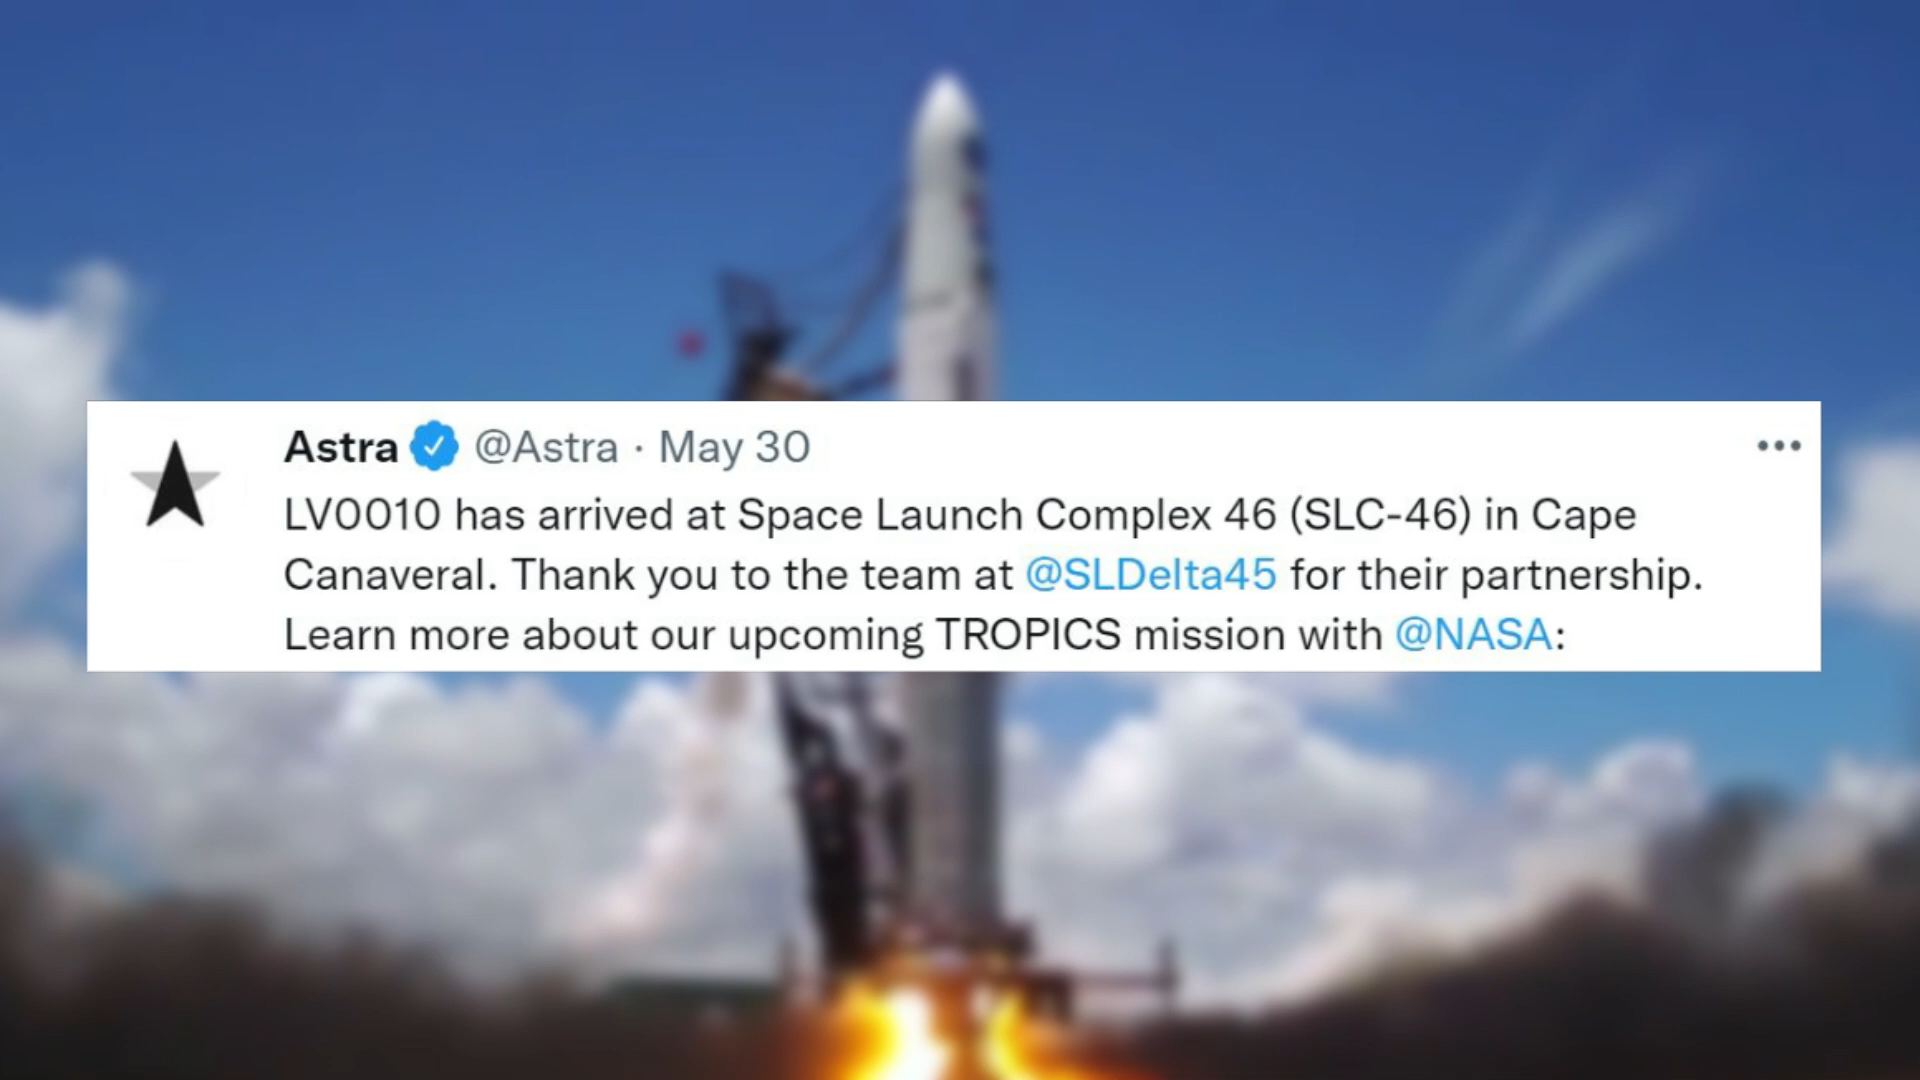 Astra @Astra · May 30
LV0010 has arrived at Space Launch Complex 46 (SLC-46) in Cape
Canaveral. Thank you to the team at @SLDelta45 for their partnership.
Learn more about our upcoming TROPICS mission with @NASA: